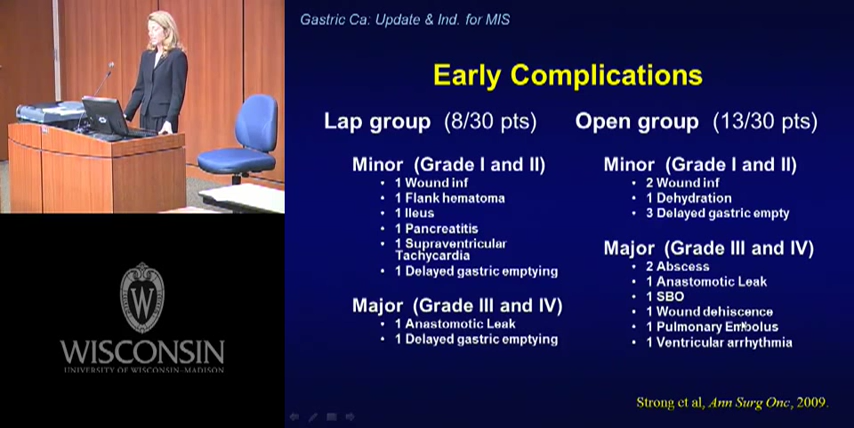 Gastric Ca: Update & Ind. for MIS
Early Complications
Lap group (8/30 pts)
Minor (Grade I and II)
• 1 Wound inf
• 1 Flank hematoma
• 1 Ileus
• 1 Pancreatitis
• 1 Supraventricular
Tachycardia
• 1 Delayed gastric emptying
Major (Grade III and IV)
• 1 Anastomotic Leak
• 1 Delayed gastric emptying
Open group (13/30 pts)
Minor (Grade I and II)
• 2 Wound inf
• 1 Dehydration
• 3 Delayed gastric empty
Major (Grade III and IV)
• 2 Abscess
• 1 Anastomotic Leak
• 1 SBO
• 1 Wound dehiscence
• 1 Pulmonary Embolus
• 1 Ventricular arrhythmia
Strong et al, Ann Surg Onc, 2009.
W
WISCONSIN
UNIVERSITY OF WISCONSIN–MADISON